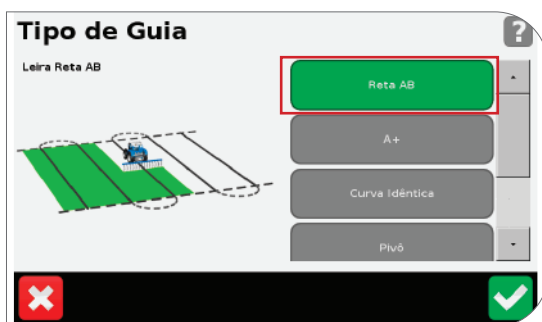 Tipo de Guia
?
Leira Reta AB
Reta AB
A+
Curva Idêntica
Pivô